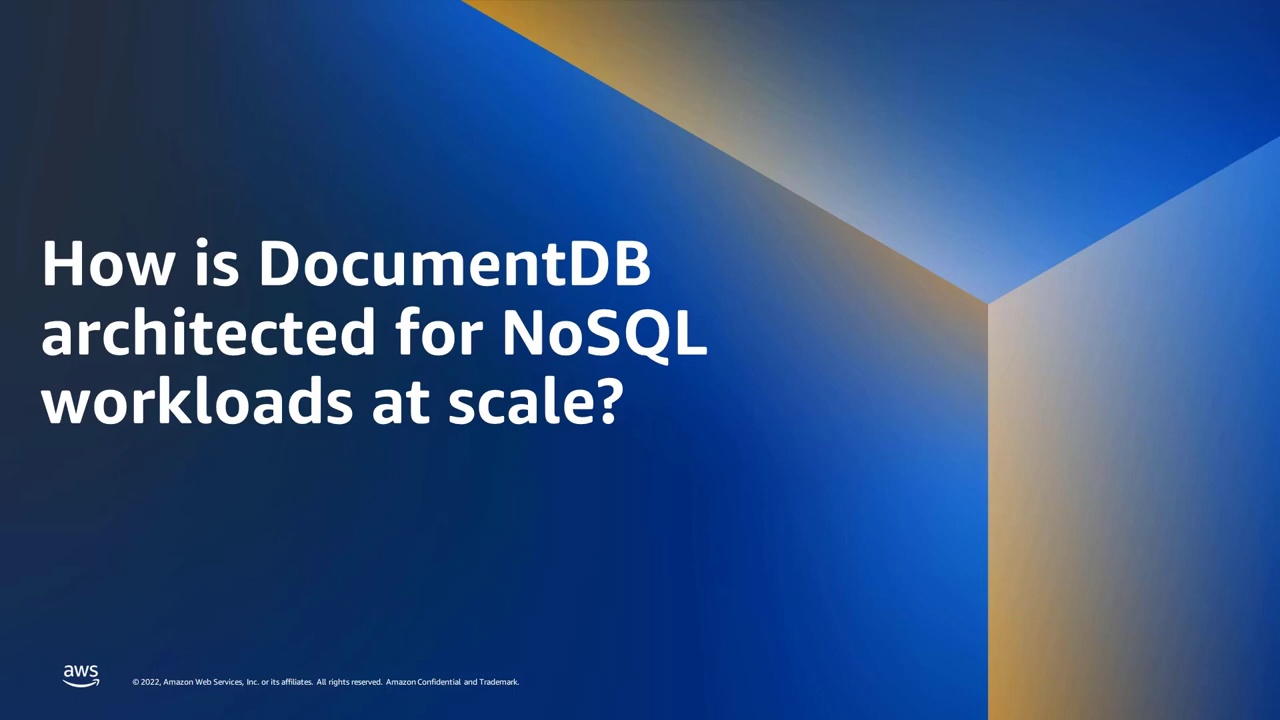 How is DocumentDB
architected for NoSQL
workloads at scale?
aws
© 2022, Amazon Web Services, Inc. or its affiliates. All rights reserved. Amazon Confidential and Trademark.